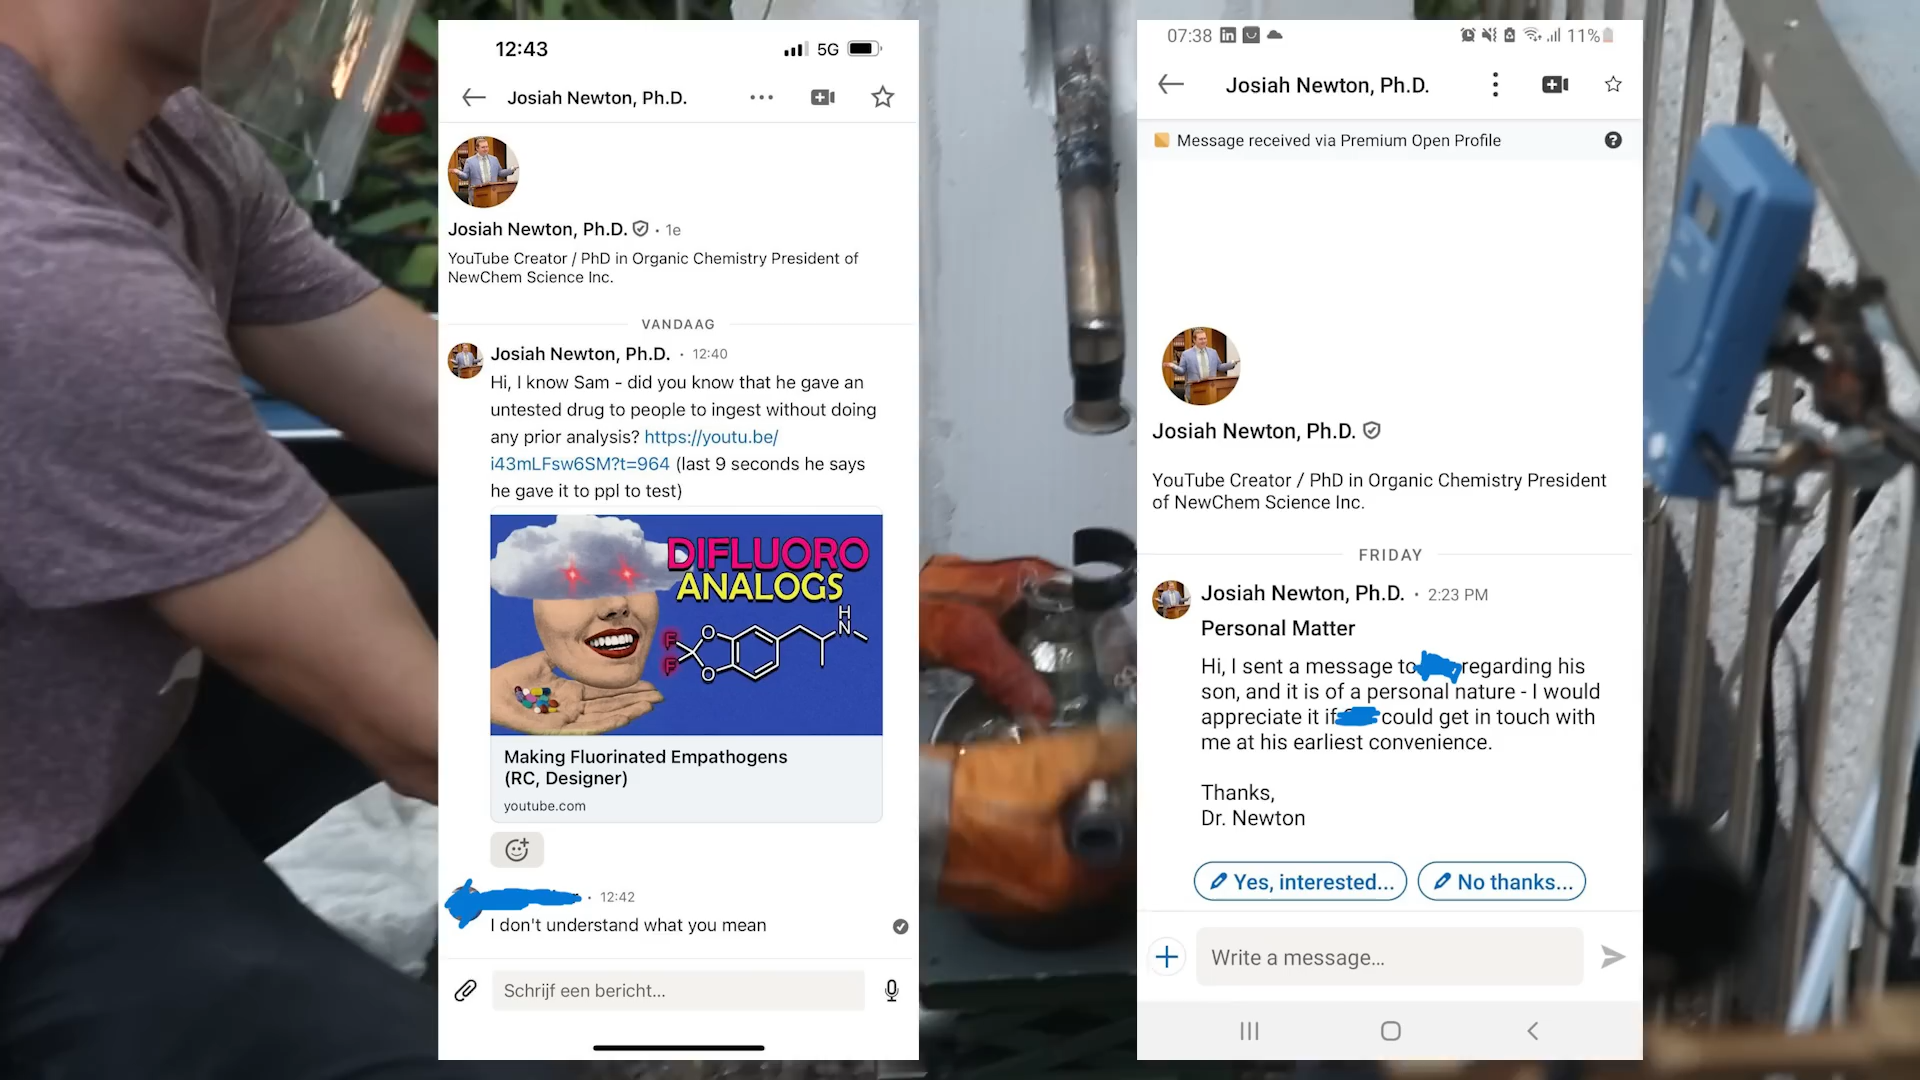 12:43
5G
Josiah Newton, Ph.D.
Josiah Newton, Ph.D. · 1e
YouTube Creator / PhD in Organic Chemistry President of
NewChem Science Inc.
VANDAAG
Josiah Newton, Ph.D. · 12:40
Hi, I know Sam - did you know that he gave an
untested drug to people to ingest without doing
any prior analysis? https://youtu.be/
i43mLFsw6SM?t=964 (last 9 seconds he says
he gave it to ppl to test)
DIFLUORO
ANALOGS
H
N
F
F
O
O
Making Fluorinated Empathogens
(RC, Designer)
youtube.com
· 12:42
I don't understand what you mean
Schrijf een bericht...
07:38
11%
Josiah Newton, Ph.D.
Message received via Premium Open Profile
Josiah Newton, Ph.D.
YouTube Creator / PhD in Organic Chemistry President
of NewChem Science Inc.
FRIDAY
Josiah Newton, Ph.D. · 2:23 PM
Personal Matter
Hi, I sent a message to regarding his
son, and it is of a personal nature - I would
appreciate it if could get in touch with
me at his earliest convenience.
Thanks,
Dr. Newton
Yes, interested...
No thanks...
Write a message...